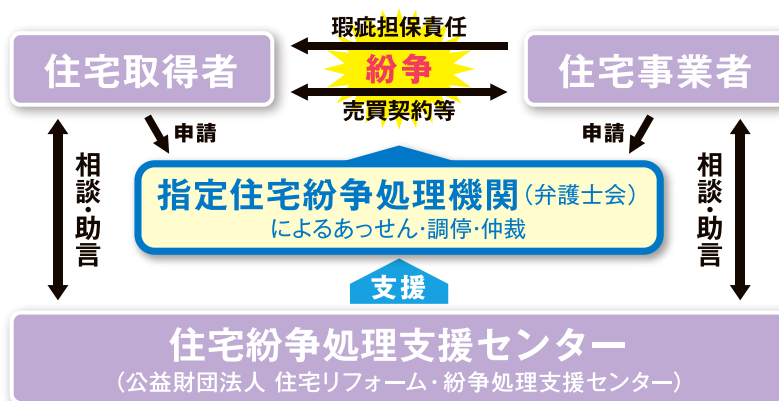 瑕疵担保責任
住宅取得者
紛争
住宅事業者
売買契約等
申請
申請
相談・助言
指定住宅紛争処理機関(弁護士会)
によるあっせん・調停・仲裁
相談・助言
支援
住宅紛争処理支援センター
(公益財団法人 住宅リフォーム・紛争処理支援センター)